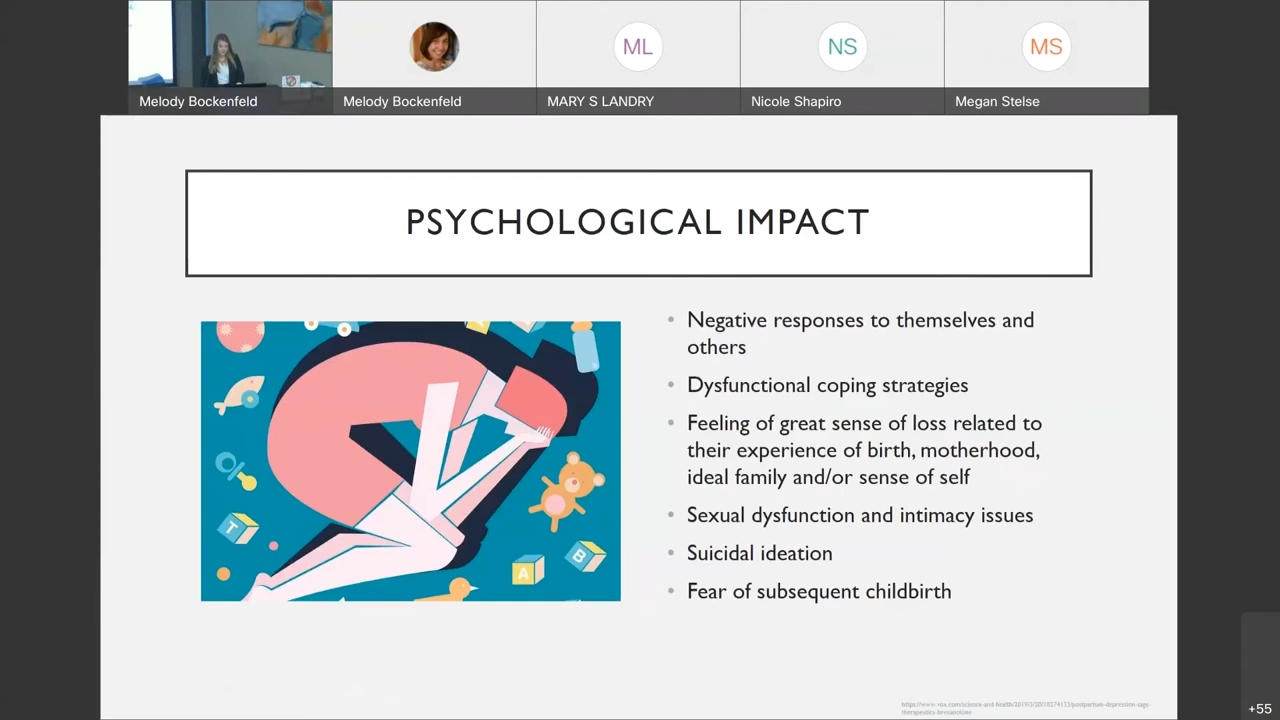 ML
NS
MS
Melody Bockenfeld
Melody Bockenfeld
MARY S LANDRY
Nicole Shapiro
Megan Stelse
PSYCHOLOGICAL IMPACT
Negative responses to themselves and
others
Dysfunctional coping strategies
Feeling of great sense of loss related to
their experience of birth, motherhood,
ideal family and/or sense of self
Sexual dysfunction and intimacy issues
Suicidal ideation
Fear of subsequent childbirth
T
A
B
+55